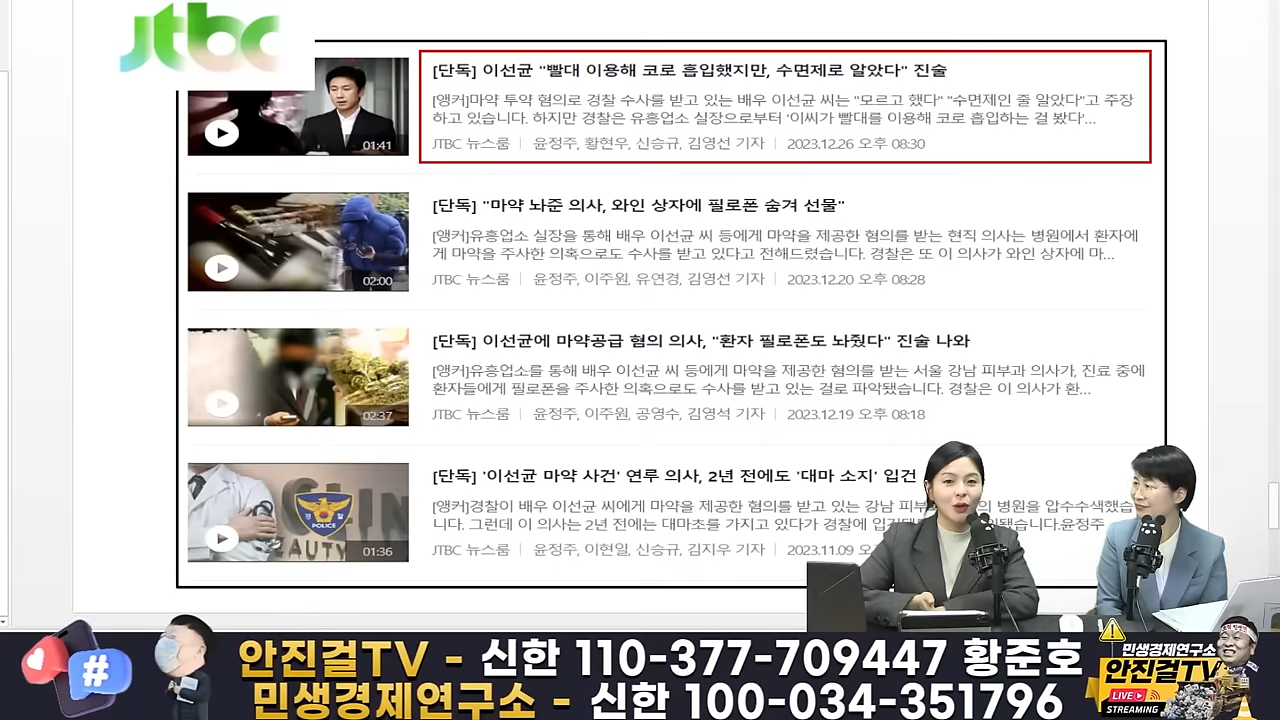 jtbc
[단독] 이선균 "빨대 이용해 코로 흡입했지만, 수면제로 알았다" 진술
[앵커]마약 투약 혐의로 경찰 수사를 받고 있는 배우 이선균 씨는 "모르고 했다" "수면제인 줄 알았다"고 주장
하고 있습니다. 하지만 경찰은 유흥업소 실장으로부터 '이씨가 빨대를 이용해 코로 흡입하는 걸 봤다'...
01:41
JTBC 뉴스룸 | 윤정주, 황현우, 신승규, 김영선 기자 | 2023.12.26 오후 08:30
[단독] "마약 놔준 의사, 와인 상자에 필로폰 숨겨 선물"
[앵커]유흥업소 실장을 통해 배우 이선균 씨 등에게 마약을 제공한 혐의를 받는 현직 의사는 병원에서 환자에
게 마약을 주사한 의혹으로도 수사를 받고 있다고 전해드렸습니다. 경찰은 또 이 의사가 와인 상자에 마...
02:00
JTBC 뉴스룸 | 윤정주, 이주원, 유연경, 김영선 기자 | 2023.12.20 오후 08:28
[단독] 이선균에 마약공급 혐의 의사, "환자 필로폰도 놔줬다" 진술 나와
[앵커]유흥업소를 통해 배우 이선균 씨 등에게 마약을 제공한 혐의를 받는 서울 강남 피부과 의사가, 진료 중에
환자들에게 필로폰을 주사한 의혹으로도 수사를 받고 있는 걸로 파악됐습니다. 경찰은 이 의사가 환...
02:37
JTBC 뉴스룸 | 윤정주, 이주원, 공영수, 김영석 기자 | 2023.12.19 오후 08:18
[단독] '이선균 마약 사건' 연루 의사, 2년 전에도 '대마 소지' 입건
[앵커]경찰이 배우 이선균 씨에게 마약을 제공한 혐의를 받고 있는 강남 피부 의 병원을 압수수색했습
니다. 그런데 이 의사는 2년 전에는 대마초를 가지고 있다가 경찰에 입건 됐습니다.윤정주
경찰
POLICE
CLIN
EAUTY
01:36
JTBC 뉴스룸 | 윤정주, 이현일, 신승규, 김지우 기자 | 2023.11.09 오
#
안진걸TV - 신한 110-377-709447 황준호
민생경제연구소 - 신한 100-034-351796
민생경제연구소
안진걸TV
LIVE
STREAMING